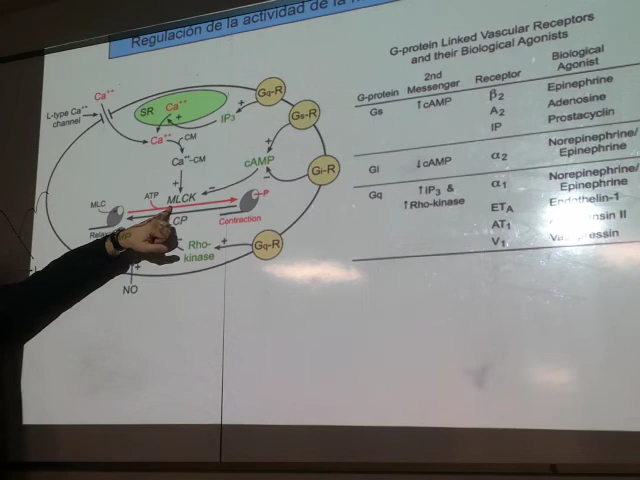 Regulación de la actividad de la
Ca++
L-type Ca++
channel
SR
Ca++
+
IP3
+
Gq-R
Gs-R
Gi-R
Ca++
CM
Ca++-CM
+
cAMP
+
-
-
ATP
MLCK
MLC
P
Contraction
CP
Rho-
kinase
+
Gq-R
+
NO
G-protein Linked Vascular Receptors
and their Biological Agonists
G-protein
2nd
Messenger
Receptor
Biological
Agonist
Gs
↑cAMP
β2
Epinephrine
A2
Adenosine
IP
Prostacyclin
Gi
↓cAMP
α2
Norepinephrine/
Epinephrine
Gq
↑IP3 &
↑Rho-kinase
α1
Norepinephrine/
Epinephrine
ETA
Endothelin-1
AT1
II
V1